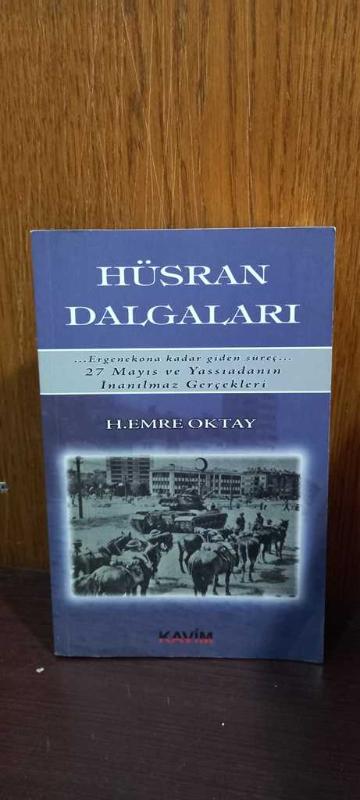 HÜSRAN
DALGALARI
...Ergenekona kadar giden süreç...
27 Mayıs ve Yassıadanın
İnanılmaz Gerçekleri
H.EMRE OKTAY
KAVİM